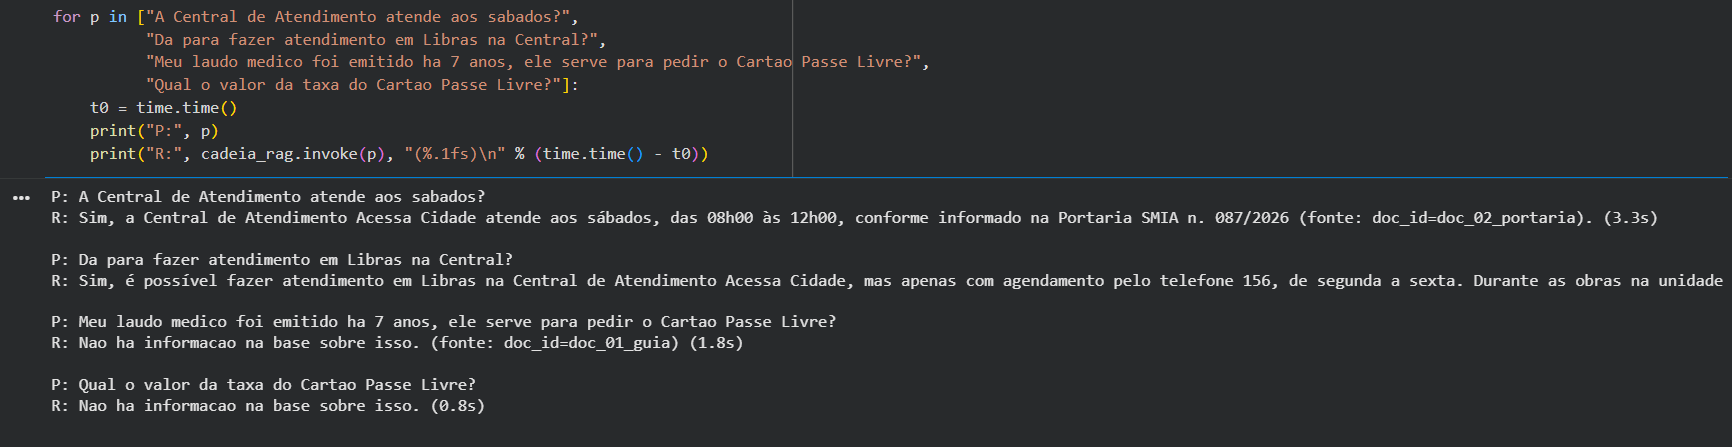 for p in ["A Central de Atendimento atende aos sabados?",
"Da para fazer atendimento em Libras na Central?",
"Meu laudo medico foi emitido ha 7 anos, ele serve para pedir o Cartao Passe Livre?",
"Qual o valor da taxa do Cartao Passe Livre?"]:
t0 = time.time()
print("P:", p)
print("R:", cadeia_rag.invoke(p), "(%.1fs)\n" % (time.time() - t0))
P: A Central de Atendimento atende aos sabados?
R: Sim, a Central de Atendimento Acessa Cidade atende aos sábados, das 08h00 às 12h00, conforme informado na Portaria SMIA n. 087/2026 (fonte: doc_id=doc_02_portaria). (3.3s)
P: Da para fazer atendimento em Libras na Central?
R: Sim, é possível fazer atendimento em Libras na Central de Atendimento Acessa Cidade, mas apenas com agendamento pelo telefone 156, de segunda a sexta. Durante as obras na unidade
P: Meu laudo medico foi emitido ha 7 anos, ele serve para pedir o Cartao Passe Livre?
R: Nao ha informacao na base sobre isso. (fonte: doc_id=doc_01_guia) (1.8s)
P: Qual o valor da taxa do Cartao Passe Livre?
R: Nao ha informacao na base sobre isso. (0.8s)